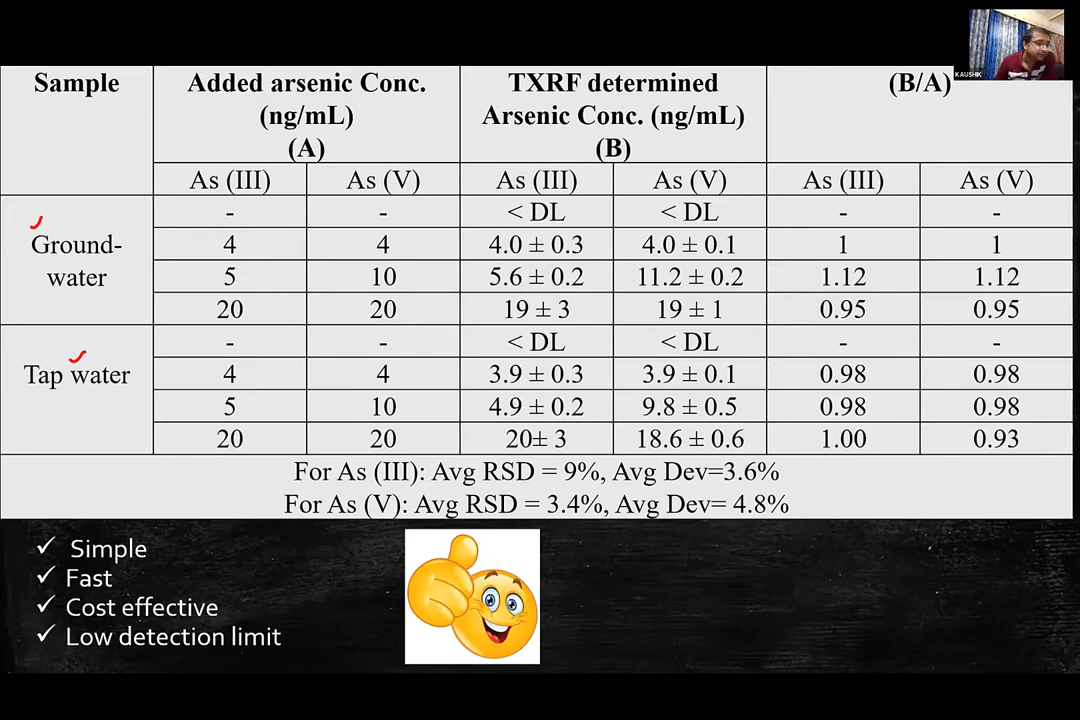 KAUSHIK
Sample | Added arsenic Conc. (ng/mL) (A) | TXRF determined Arsenic Conc. (ng/mL) (B) | (B/A)
As (III) | As (V) | As (III) | As (V) | As (III) | As (V)
Ground-water
- | - | < DL | < DL | - | -
4 | 4 | 4.0 ± 0.3 | 4.0 ± 0.1 | 1 | 1
5 | 10 | 5.6 ± 0.2 | 11.2 ± 0.2 | 1.12 | 1.12
20 | 20 | 19 ± 3 | 19 ± 1 | 0.95 | 0.95
Tap water
- | - | < DL | < DL | - | -
4 | 4 | 3.9 ± 0.3 | 3.9 ± 0.1 | 0.98 | 0.98
5 | 10 | 4.9 ± 0.2 | 9.8 ± 0.5 | 0.98 | 0.98
20 | 20 | 20± 3 | 18.6 ± 0.6 | 1.00 | 0.93
For As (III): Avg RSD = 9%, Avg Dev=3.6%
For As (V): Avg RSD = 3.4%, Avg Dev= 4.8%
✓ Simple
✓ Fast
✓ Cost effective
✓ Low detection limit